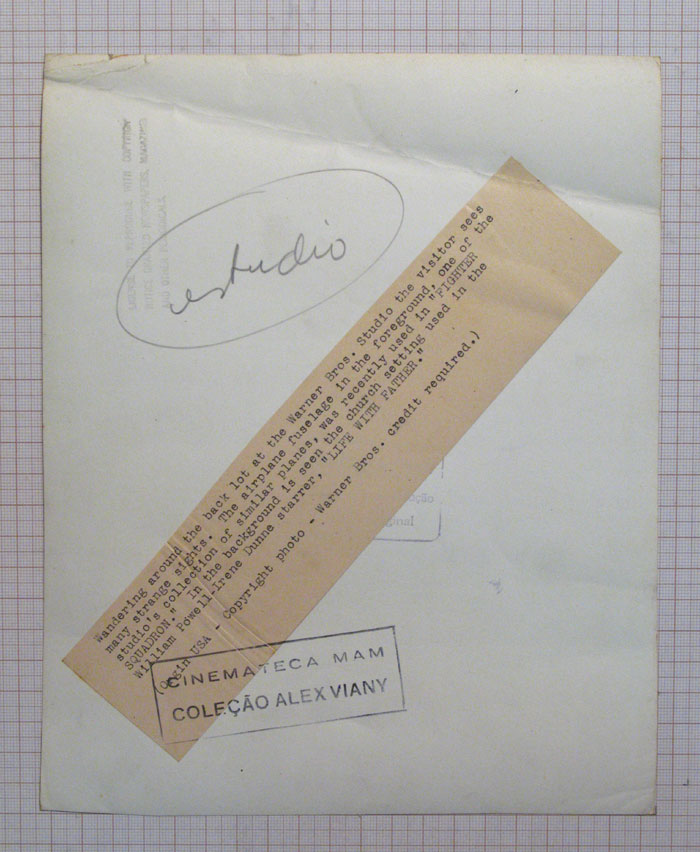 estudio
Wandering around the back lot at the Warner Bros. Studio the visitor sees
many strange sights. The airplane fuselage in the foreground, one of the
studio's collection of similar planes, was recently used in "FIGHTER
SQUADRON." In the background is seen the church setting used in the
William Powell-Irene Dunne starrer, "LIFE WITH FATHER."
(Origin USA - Copyright photo - Warner Bros. credit required.)
CINEMATECA MAM
COLEÇÃO ALEX VIANY